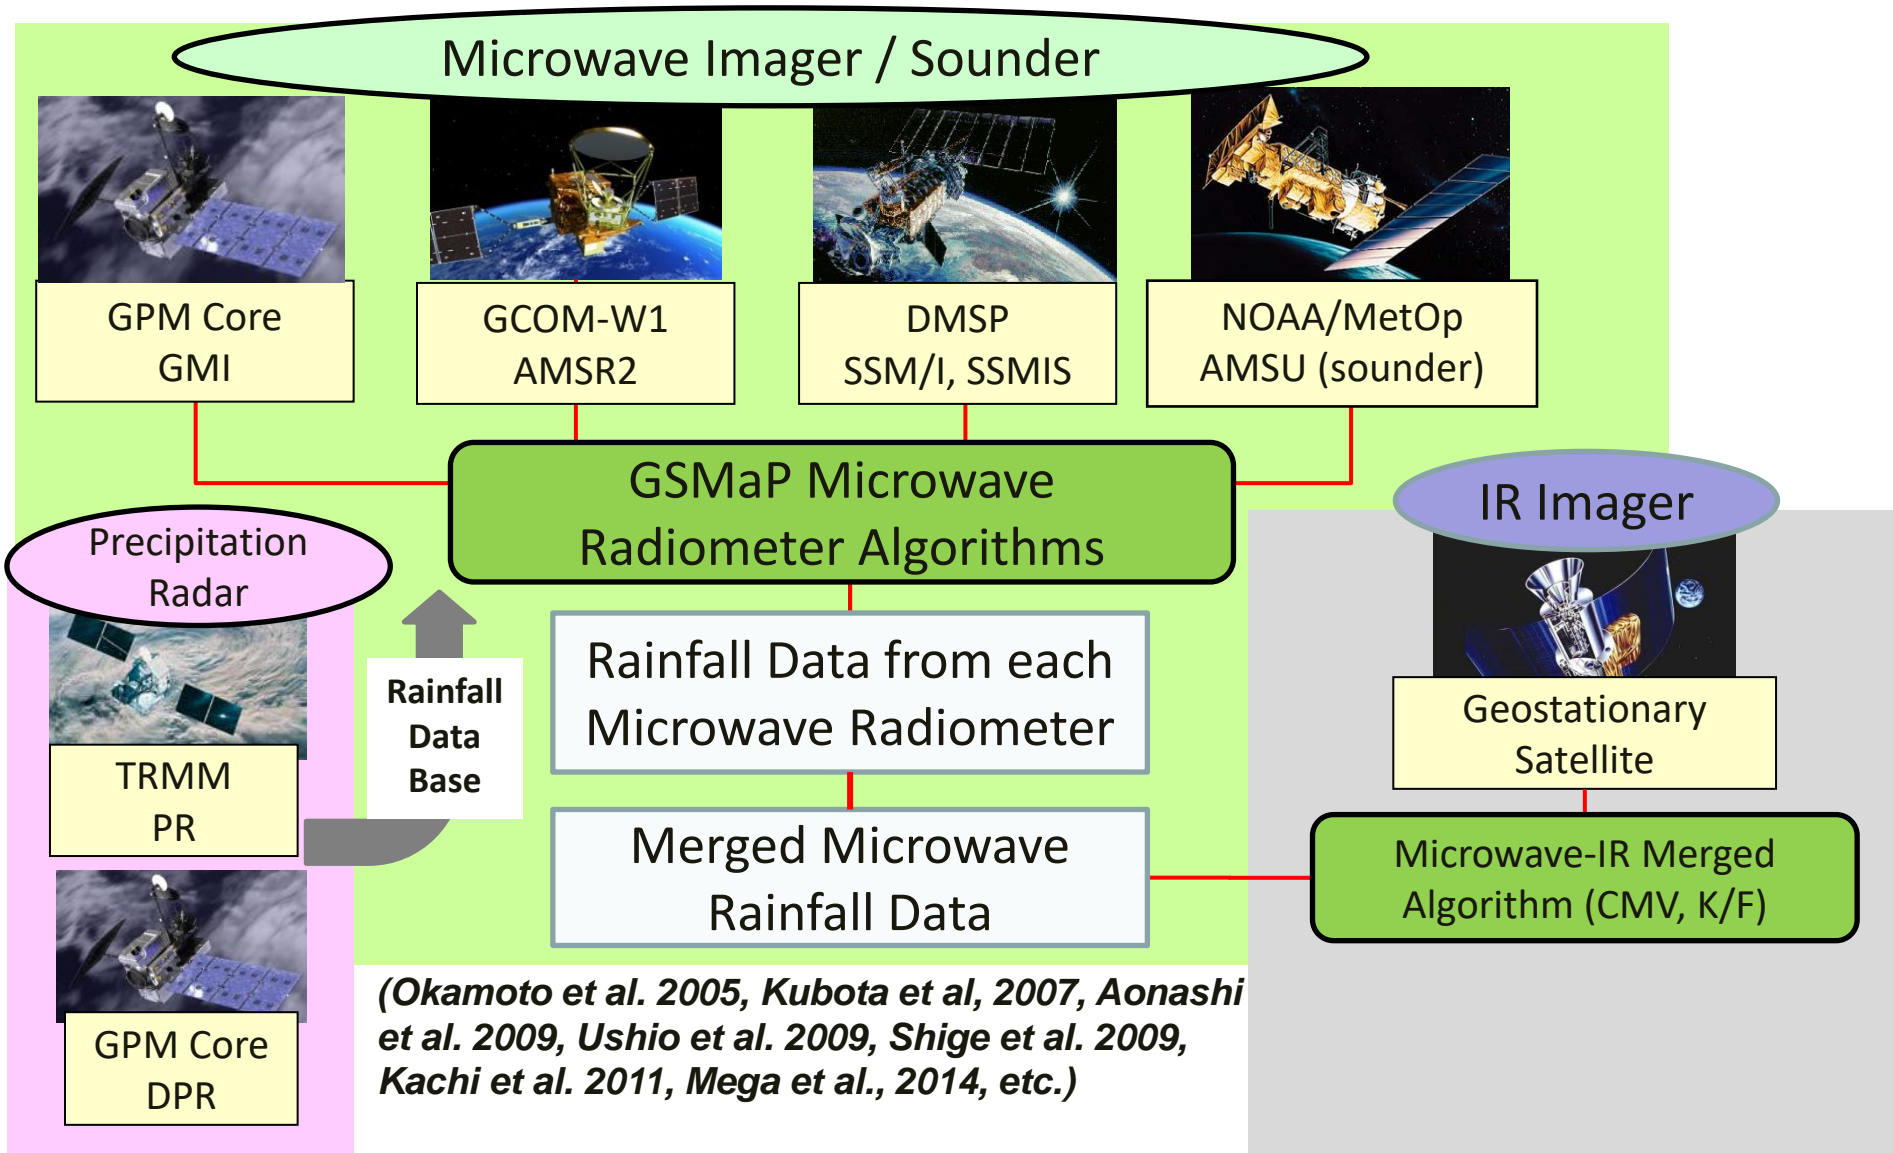 Microwave Imager / Sounder
GPM Core
GMI
GCOM-W1
AMSR2
DMSP
SSM/I, SSMIS
NOAA/MetOp
AMSU (sounder)
GSMaP Microwave
Radiometer Algorithms
IR Imager
Precipitation
Radar
Rainfall Data from each
Microwave Radiometer
Rainfall
Data
Base
Geostationary
Satellite
TRMM
PR
Merged Microwave
Rainfall Data
Microwave-IR Merged
Algorithm (CMV, K/F)
GPM Core
DPR
(Okamoto et al. 2005, Kubota et al, 2007, Aonashi
et al. 2009, Ushio et al. 2009, Shige et al. 2009,
Kachi et al. 2011, Mega et al., 2014, etc.)